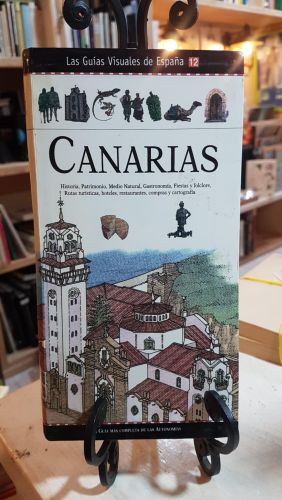 Las Guías Visuales de España 12
CANARIAS
Historia, Patrimonio, Medio Natural, Gastronomía, Fiestas y folclore,
Rutas turísticas, hoteles, restaurantes, compras y cartografía
Guía más completa de las Autonomías